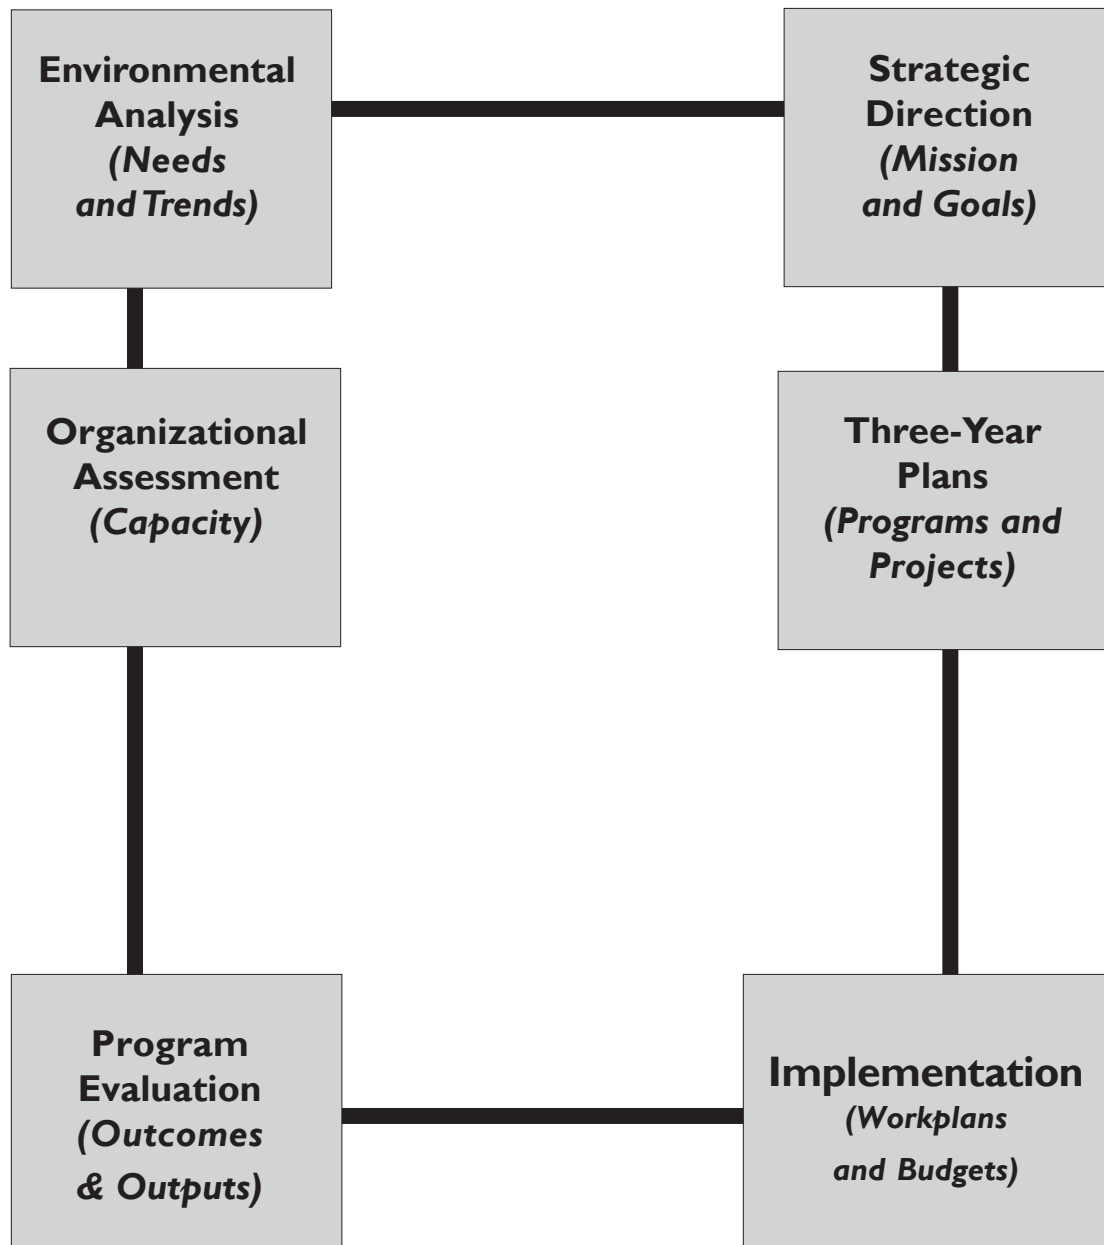 Environmental
Analysis
(Needs
and Trends)
Strategic
Direction
(Mission
and Goals)
Organizational
Assessment
(Capacity)
Three-Year
Plans
(Programs and
Projects)
Program
Evaluation
(Outcomes
& Outputs)
Implementation
(Workplans
and Budgets)